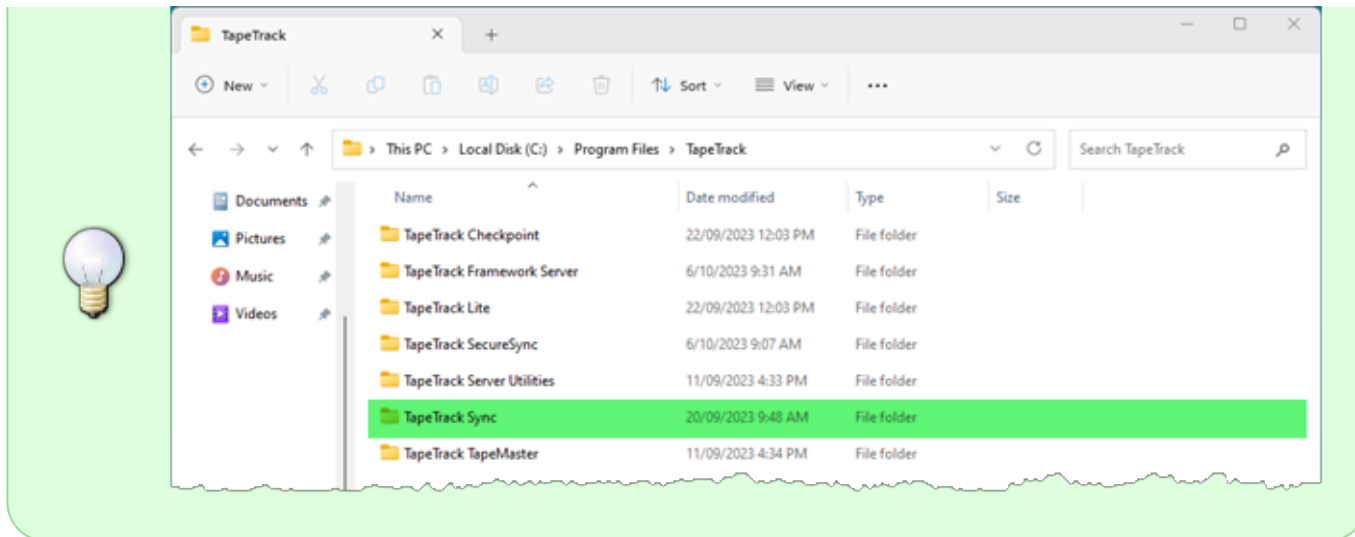 TapeTrack
New
Sort
View
This PC > Local Disk (C:) > Program Files > TapeTrack
Search TapeTrack
Documents
Pictures
Music
Videos
Name Date modified Type Size
TapeTrack Checkpoint 22/09/2023 12:03 PM File folder
TapeTrack Framework Server 6/10/2023 9:31 AM File folder
TapeTrack Lite 22/09/2023 12:03 PM File folder
TapeTrack SecureSync 6/10/2023 9:07 AM File folder
TapeTrack Server Utilities 11/09/2023 4:33 PM File folder
TapeTrack Sync 20/09/2023 9:48 AM File folder
TapeTrack TapeMaster 11/09/2023 4:34 PM File folder